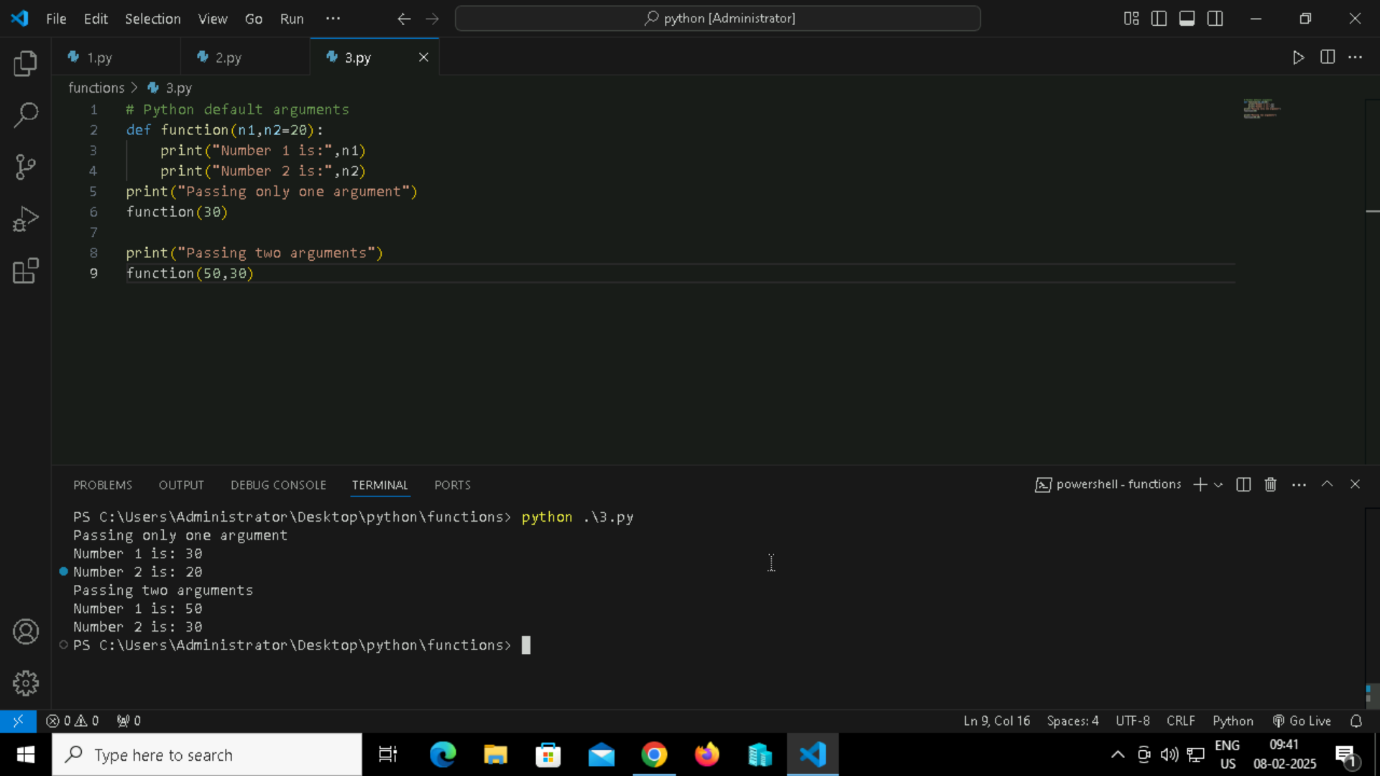 File Edit Selection View Go Run ··· python [Administrator]
1.py 2.py 3.py
functions > 3.py
1 # Python default arguments
2 def function(n1,n2=20):
3 print("Number 1 is:",n1)
4 print("Number 2 is:",n2)
5 print("Passing only one argument")
6 function(30)
7
8 print("Passing two arguments")
9 function(50,30)
PROBLEMS OUTPUT DEBUG CONSOLE TERMINAL PORTS powershell - functions
PS C:\Users\Administrator\Desktop\python\functions> python .\3.py
Passing only one argument
Number 1 is: 30
Number 2 is: 20
Passing two arguments
Number 1 is: 50
Number 2 is: 30
PS C:\Users\Administrator\Desktop\python\functions>
0 0 0 Ln 9, Col 16 Spaces: 4 UTF-8 CRLF Python Go Live
Type here to search ENG 09:41
US 08-02-2025 1